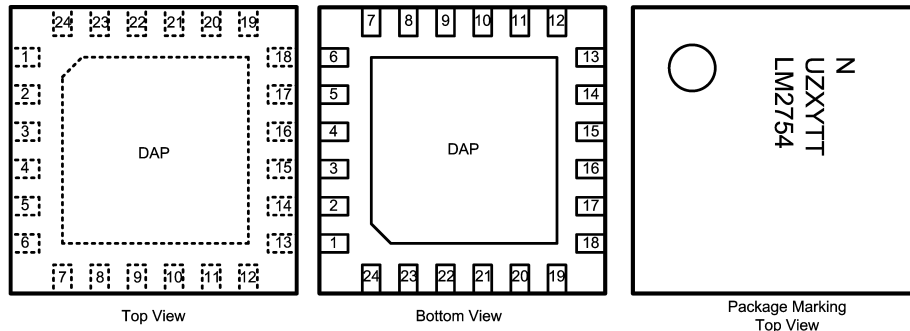 24 23 22 21 20 19
1 18
2 17
3 16
4 15
5 14
6 13
DAP
7 8 9 10 11 12
Top View
7 8 9 10 11 12
6 13
5 14
4 15
3 16
2 17
1 18
DAP
24 23 22 21 20 19
Bottom View
N
UZXYTT
LM2754
Package Marking
Top View